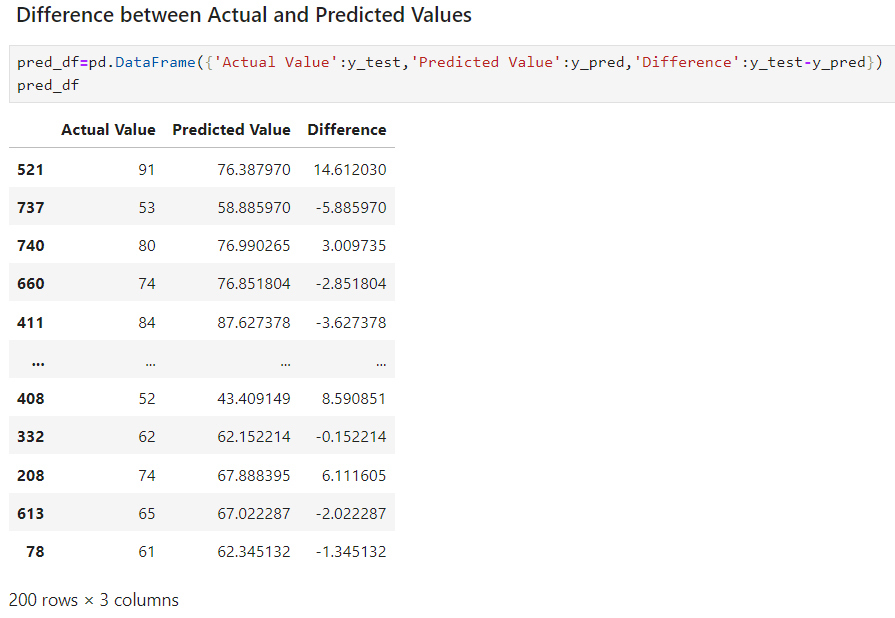 Difference between Actual and Predicted Values
pred_df=pd.DataFrame({'Actual Value':y_test,'Predicted Value':y_pred,'Difference':y_test-y_pred})
pred_df
Actual Value Predicted Value Difference
521 91 76.387970 14.612030
737 53 58.885970 -5.885970
740 80 76.990265 3.009735
660 74 76.851804 -2.851804
411 84 87.627378 -3.627378
... ... ... ...
408 52 43.409149 8.590851
332 62 62.152214 -0.152214
208 74 67.888395 6.111605
613 65 67.022287 -2.022287
78 61 62.345132 -1.345132
200 rows × 3 columns